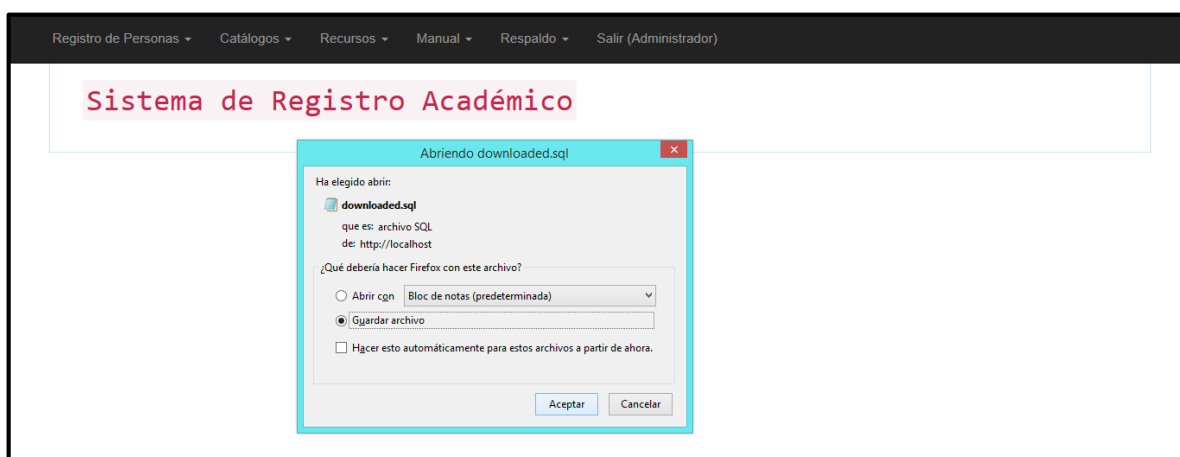 Registro de Personas Catálogos Recursos Manual Respaldo Salir (Administrador)
Sistema de Registro Académico
Abriendo downloaded.sql
Ha elegido abrir:
downloaded.sql
que es: archivo SQL
de: http://localhost
¿Qué debería hacer Firefox con este archivo?
Abrir con Bloc de notas (predeterminada)
Guardar archivo
Hacer esto automáticamente para estos archivos a partir de ahora.
Aceptar Cancelar